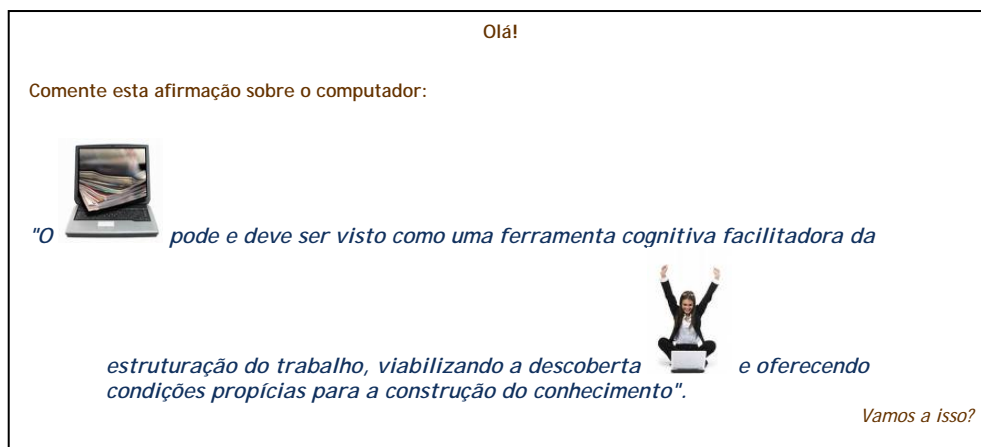 Olá!
Comente esta afirmação sobre o computador:
"O pode e deve ser visto como uma ferramenta cognitiva facilitadora da
estruturação do trabalho, viabilizando a descoberta e oferecendo
condições propícias para a construção do conhecimento".
Vamos a isso?